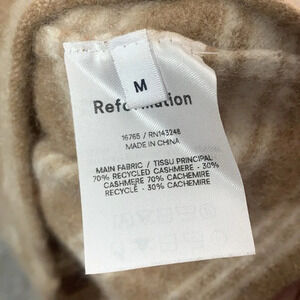 M
Reformation
16765 / RN143248
MADE IN CHINA
MAIN FABRIC / TISSU PRINCIPAL
70% RECYCLED CASHMERE - 30%
CASHMERE 70% CACHEMIRE
RECYCLÉ - 30% CACHEMIRE